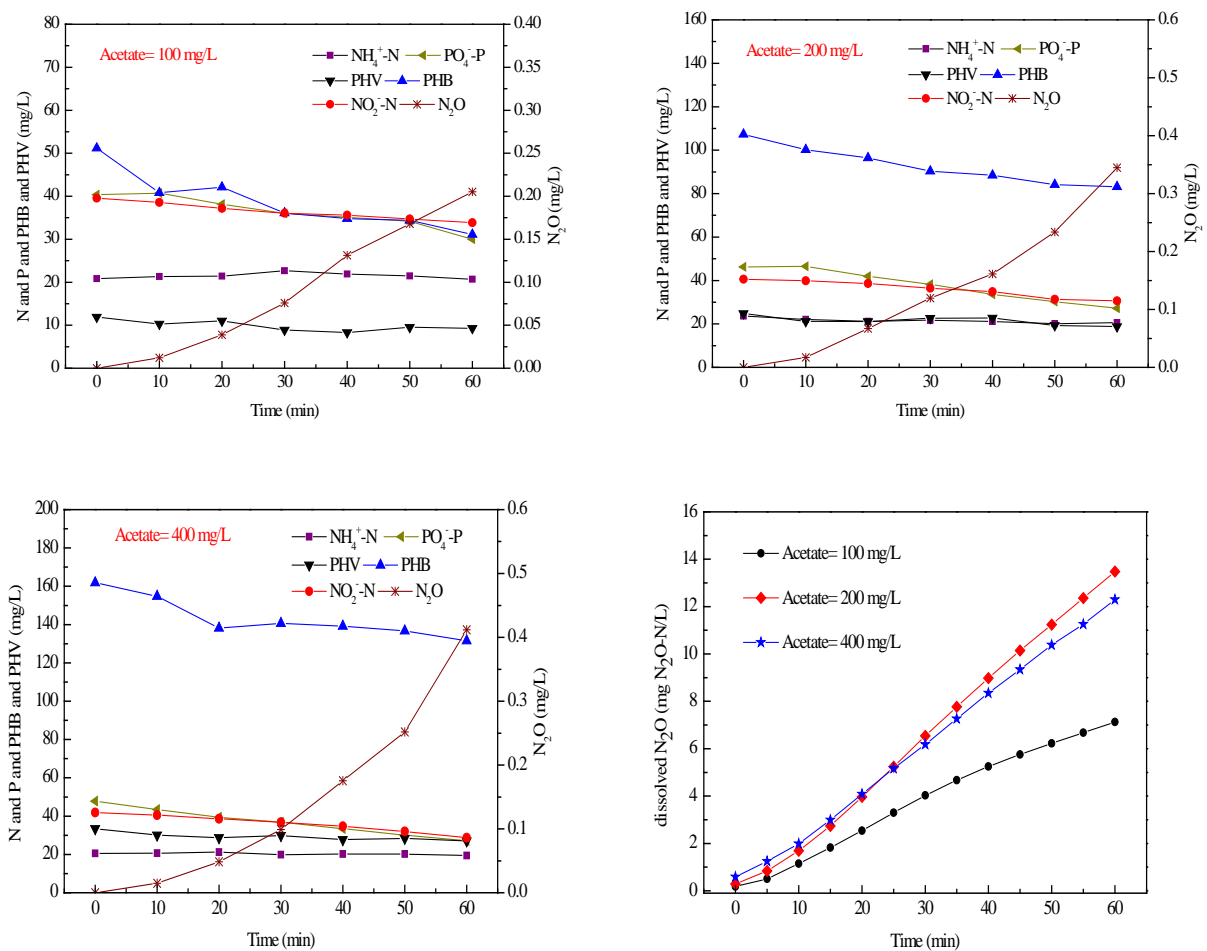 N and P and PHB and PHV (mg/L)
80
70
60
50
40
30
20
10
0
Acetate= 100 mg/L
NH₄⁺-N PO₄⁻-P
PHV PHB
NO₂⁻-N N₂O
0.40
0.35
0.30
0.25
0.20
0.15
0.10
0.05
0.00
N₂O (mg/L)
0 10 20 30 40 50 60
Time (min)
N and P and PHB and PHV (mg/L)
160
140
120
100
80
60
40
20
0
Acetate= 200 mg/L
NH₄⁺-N PO₄⁻-P
PHV PHB
NO₂⁻-N N₂O
0.6
0.5
0.4
0.3
0.2
0.1
0.0
N₂O (mg/L)
0 10 20 30 40 50 60
Time (min)
N and P and PHB and PHV (mg/L)
200
180
160
140
120
100
80
60
40
20
0
Acetate= 400 mg/L
NH₄⁺-N PO₄⁻-P
PHV PHB
NO₂⁻-N N₂O
0.6
0.5
0.4
0.3
0.2
0.1
0.0
N₂O (mg/L)
0 10 20 30 40 50 60
Time (min)
dissolved N₂O (mg N₂O-N/L)
16
14
12
10
8
6
4
2
0
Acetate= 100 mg/L
Acetate= 200 mg/L
Acetate= 400 mg/L
0 10 20 30 40 50 60
Time (min)